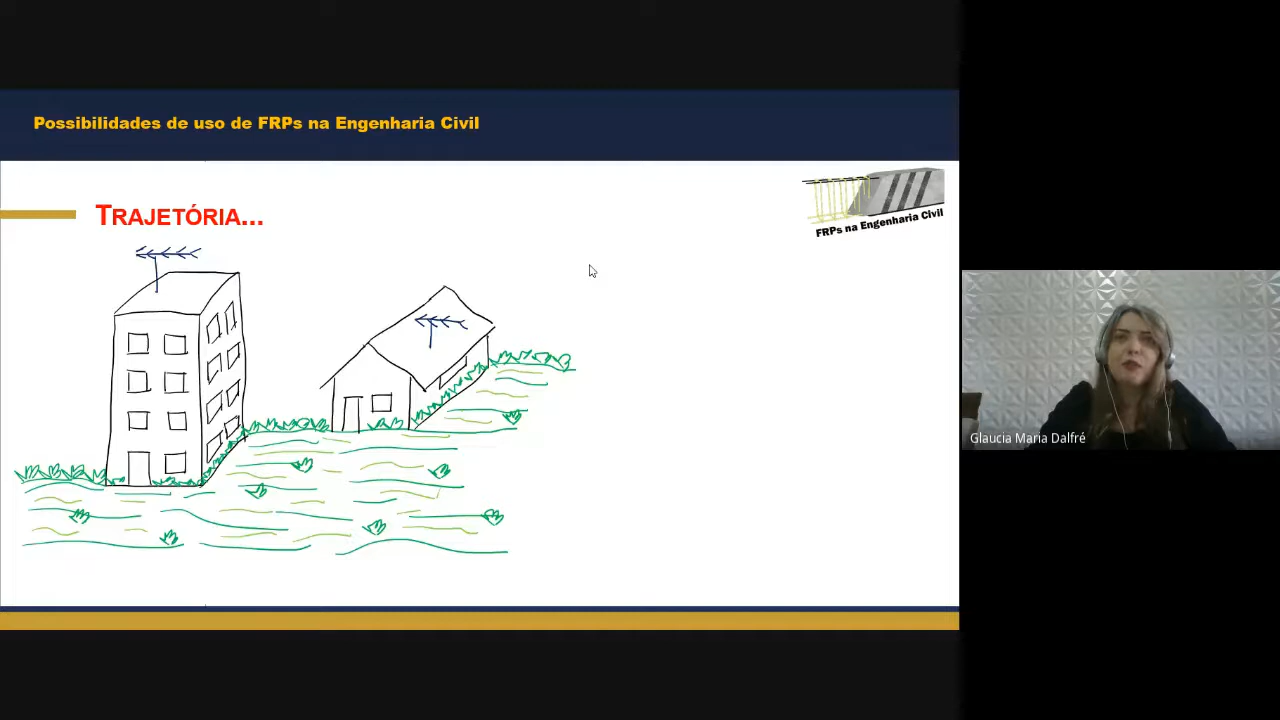 Possibilidades de uso de FRPs na Engenharia Civil
TRAJETÓRIA...
FRPs na Engenharia Civil
Glaucia Maria Dalfré